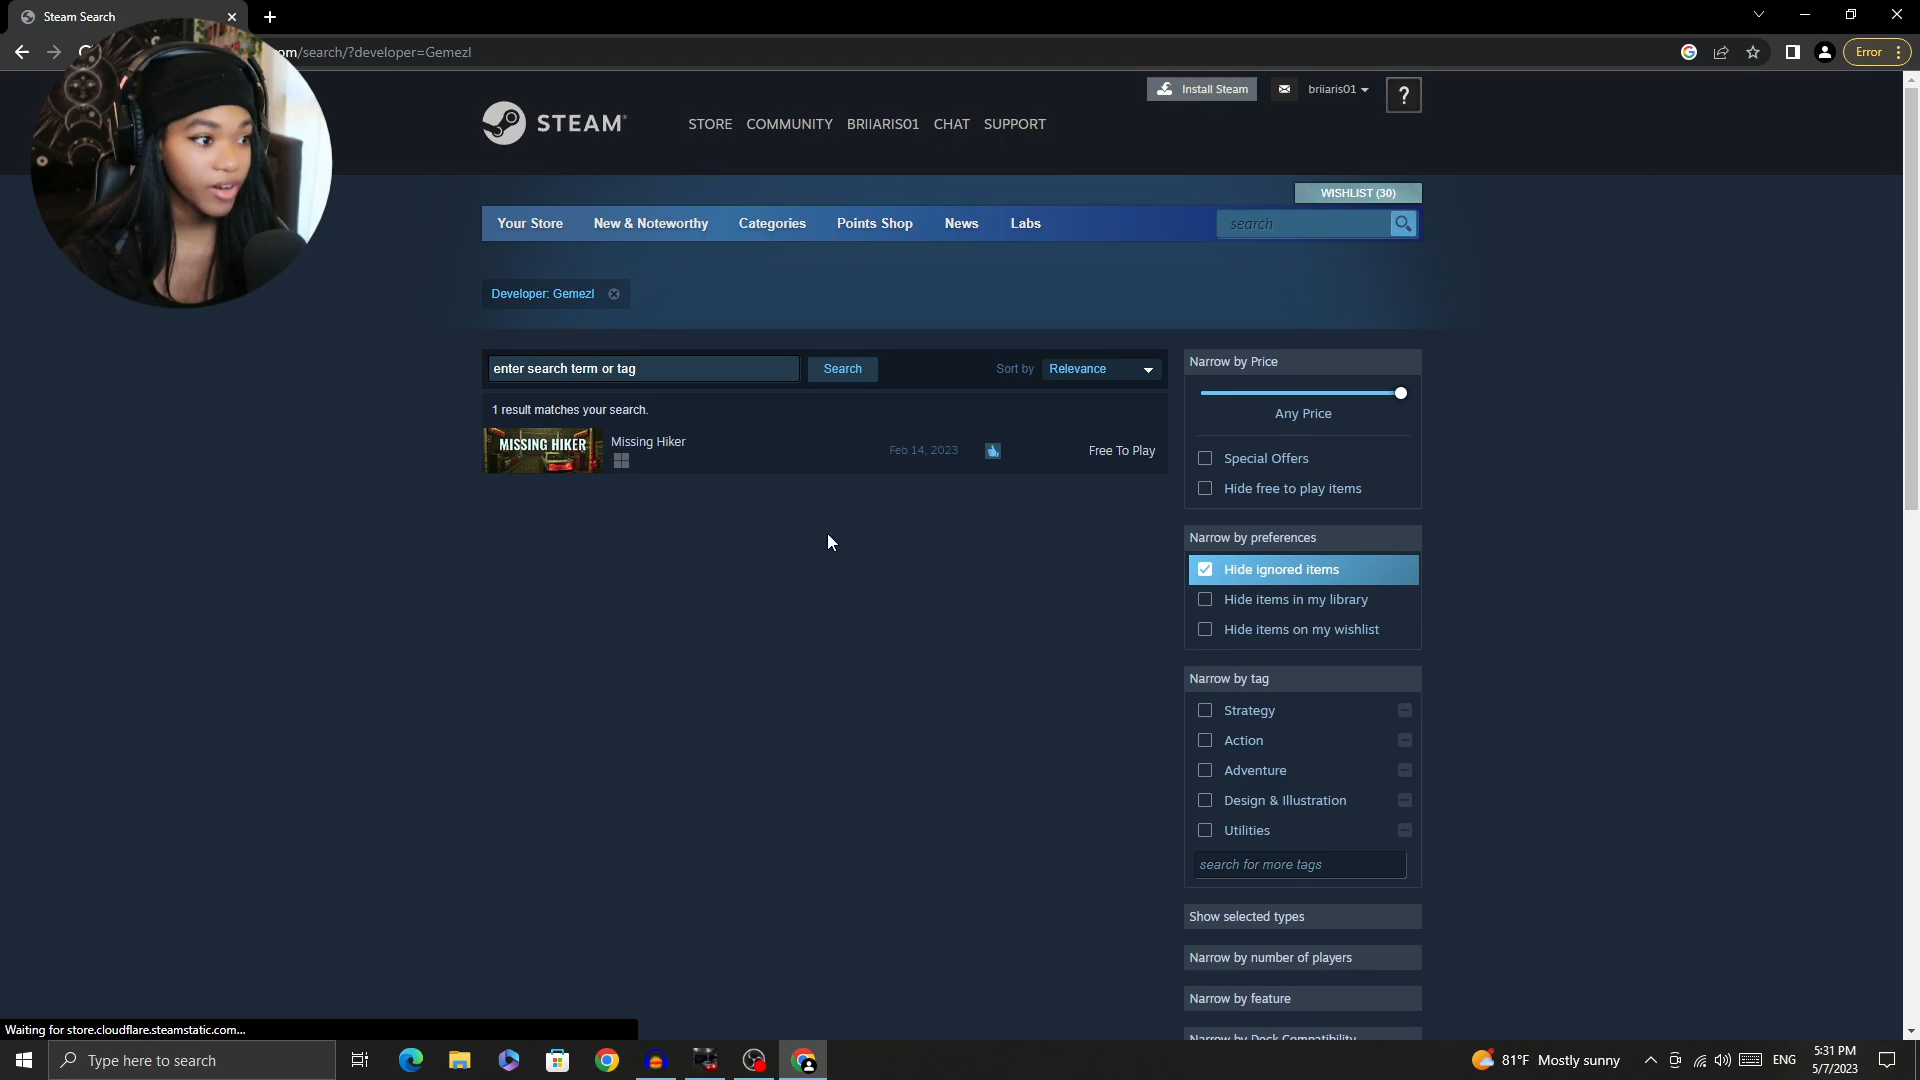 Steam Search
om/search/?developer=Gemezl
Error
Install Steam
briiaris01
?
STEAM
STORE COMMUNITY BRIIARIS01 CHAT SUPPORT
WISHLIST (30)
Your Store New & Noteworthy Categories Points Shop News Labs search
Developer: Gemezl
enter search term or tag Search Sort by Relevance
1 result matches your search.
MISSING HIKER
Missing Hiker
Feb 14, 2023
Free To Play
Narrow by Price
Any Price
Special Offers
Hide free to play items
Narrow by preferences
Hide ignored items
Hide items in my library
Hide items on my wishlist
Narrow by tag
Strategy
Action
Adventure
Design & Illustration
Utilities
search for more tags
Show selected types
Narrow by number of players
Narrow by feature
Narrow by Deck Compatibility
Waiting for store.cloudflare.steamstatic.com...
Type here to search
81°F Mostly sunny
ENG
5:31 PM
5/7/2023